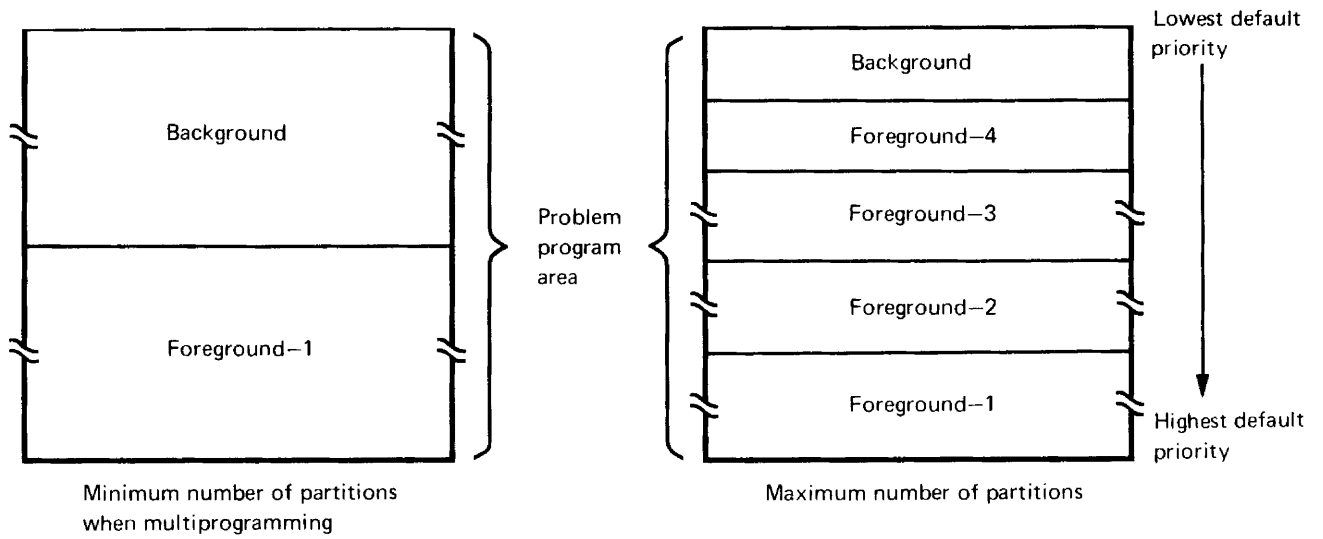 Background
Foreground–1
Minimum number of partitions
when multiprogramming
Problem
program
area
Background
Foreground–4
Foreground–3
Foreground–2
Foreground–1
Maximum number of partitions
Lowest default
priority
Highest default
priority